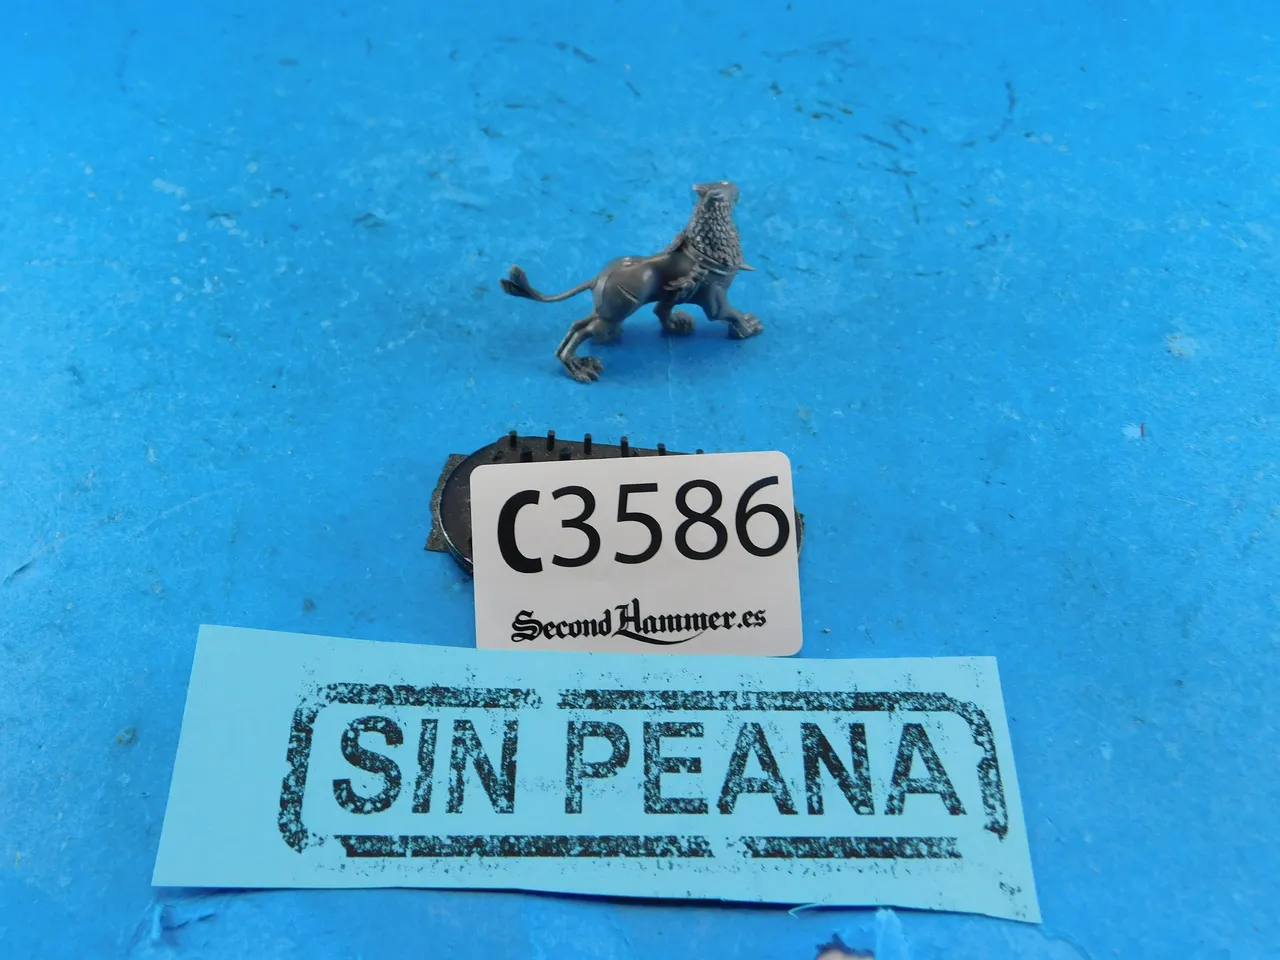 C3586
SecondHammer.es
SIN PEANA